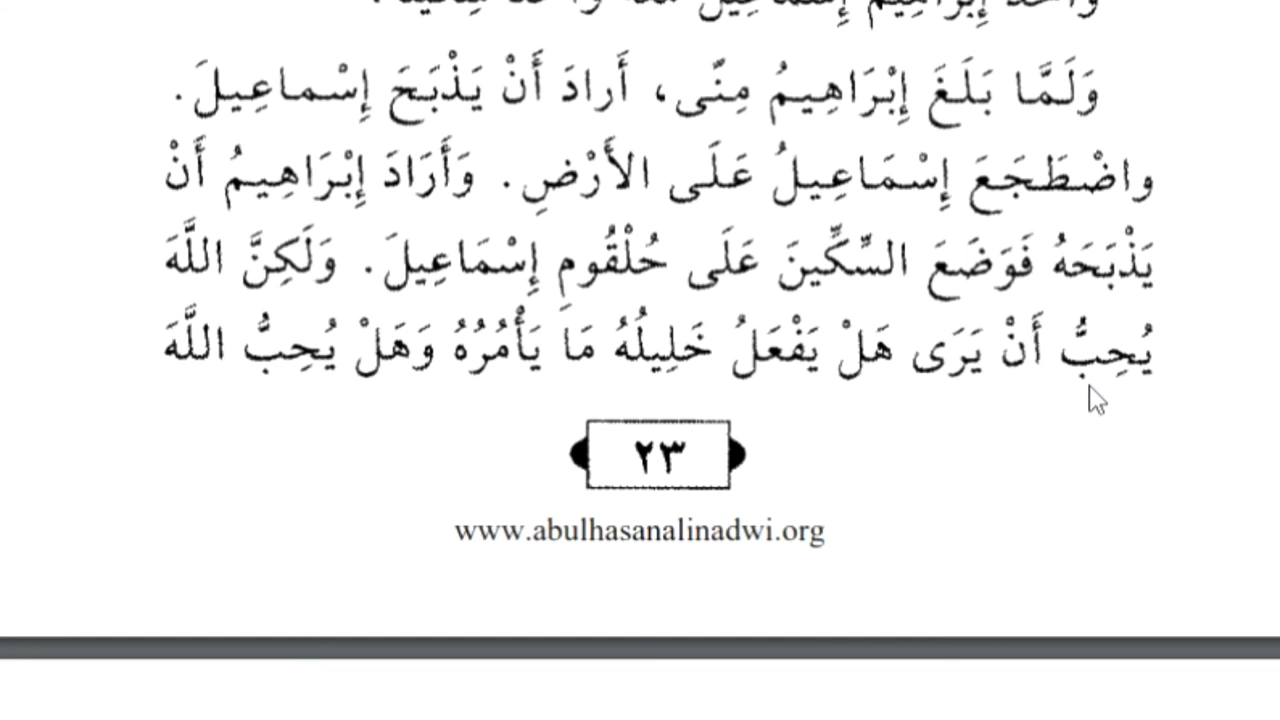 وَلَمَّا بَلَغَ إِبْرَاهِيمُ مِنًى، أَرادَ أَنْ يَذْبَحَ إِسْماعِيلَ.
واضْطَجَعَ إِسْمَاعِيلُ عَلَى الأَرْضِ. وَأَرَادَ إِبْرَاهِيمُ أَنْ
يَذْبَحَهُ فَوَضَعَ السِّكِّينَ عَلَى حُلْقُومِ إِسْمَاعِيلَ. وَلَكِنَّ اللَّهَ
يُحِبُّ أَنْ يَرَى هَلْ يَفْعَلُ خَلِيلُهُ مَا يَأْمُرُهُ وَهَلْ يُحِبُّ اللَّهَ
٢٣
www.abulhasanalinadwi.org